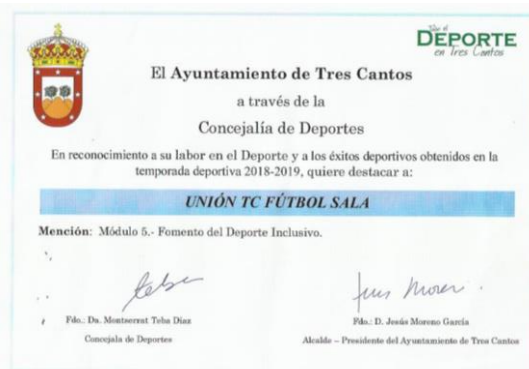 DEPORTE
en Tres Cantos
El Ayuntamiento de Tres Cantos
a través de la
Concejalía de Deportes
En reconocimiento a su labor en el Deporte y a los éxitos deportivos obtenidos en la
temporada deportiva 2018-2019, quiere destacar a:
UNIÓN TC FÚTBOL SALA
Mención: Módulo 5.- Fomento del Deporte Inclusivo.
Teba
Jesús Moreno
Fdo.: Da. Montserrat Teba Díaz
Fdo.: D. Jesús Moreno García
Concejala de Deportes
Alcalde – Presidente del Ayuntamiento de Tres Cantos